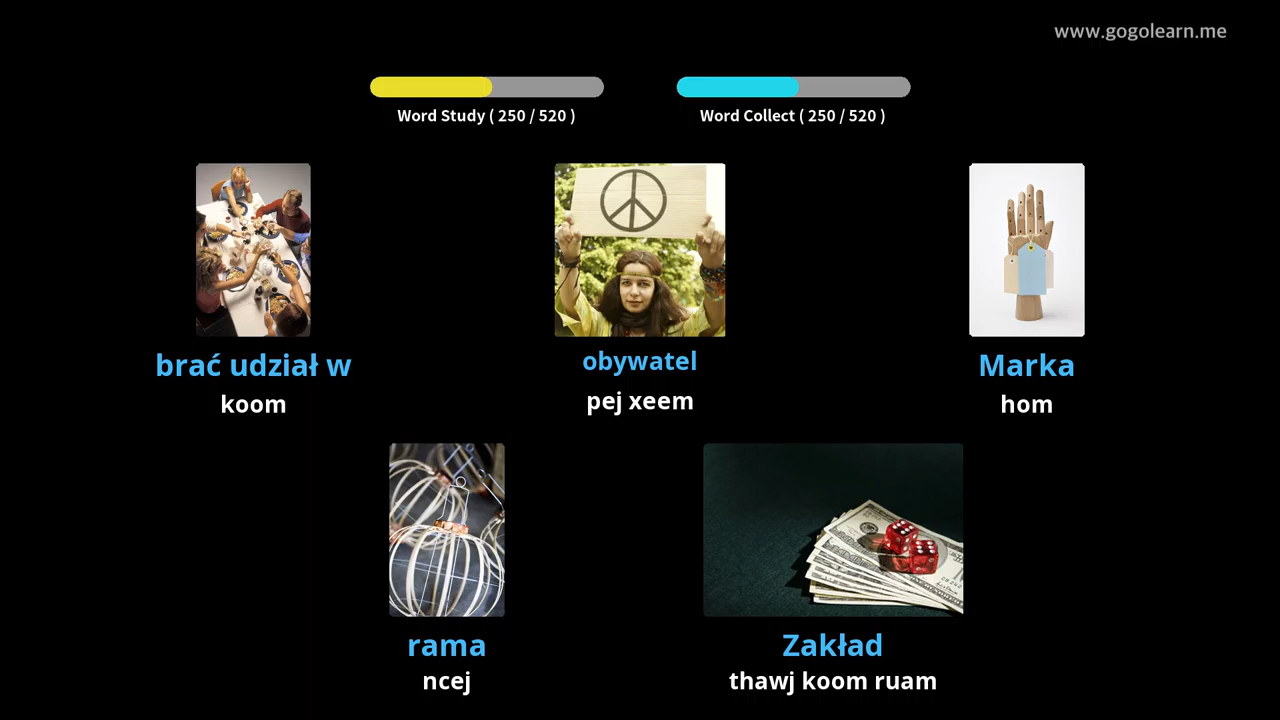 www.gogolearn.me
Word Study ( 250 / 520 )
Word Collect ( 250 / 520 )
brać udział w
koom
obywatel
pej xeem
Marka
hom
rama
ncej
Zakład
thawj koom ruam